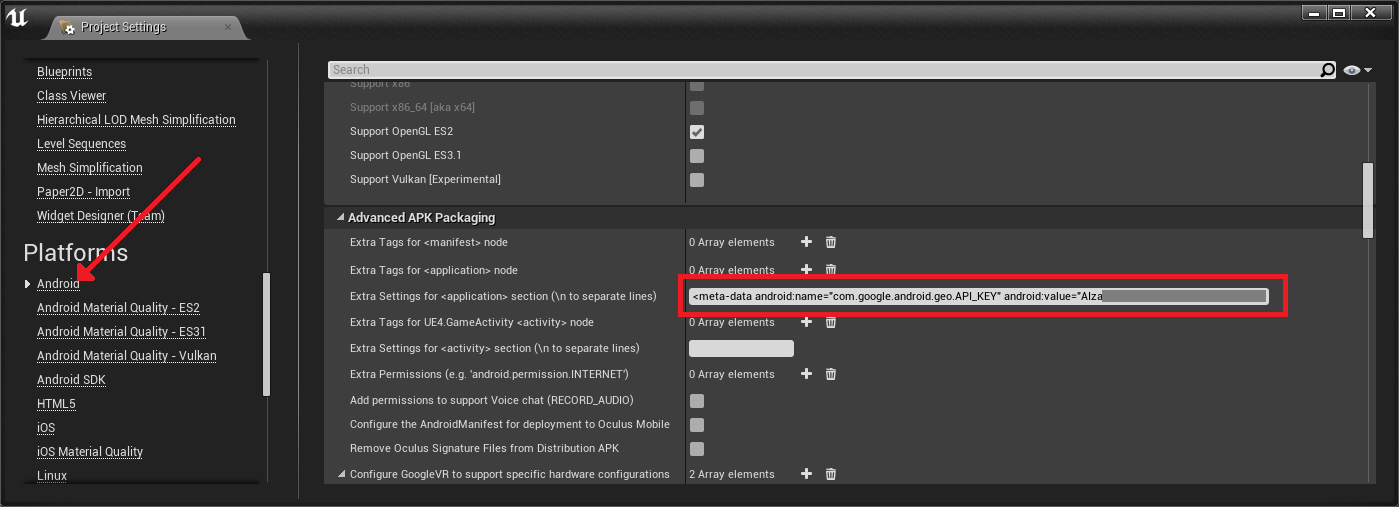 Project Settings
Blueprints
Class Viewer
Hierarchical LOD Mesh Simplification
Level Sequences
Mesh Simplification
Paper2D - Import
Widget Designer (Team)
Platforms
Android
Android Material Quality - ES2
Android Material Quality - ES31
Android Material Quality - Vulkan
Android SDK
HTML5
iOS
iOS Material Quality
Linux
Search
Support x86
Support x86_64 [aka x64]
Support OpenGL ES2
Support OpenGL ES3.1
Support Vulkan [Experimental]
Advanced APK Packaging
Extra Tags for <manifest> node 0 Array elements
Extra Tags for <application> node 0 Array elements
Extra Settings for <application> section (\n to separate lines) <meta-data android:name="com.google.android.geo.API_KEY" android:value="AIza
Extra Tags for UE4.GameActivity <activity> node 0 Array elements
Extra Settings for <activity> section (\n to separate lines)
Extra Permissions (e.g. 'android.permission.INTERNET') 0 Array elements
Add permissions to support Voice chat (RECORD_AUDIO)
Configure the AndroidManifest for deployment to Oculus Mobile
Remove Oculus Signature Files from Distribution APK
Configure GoogleVR to support specific hardware configurations 2 Array elements